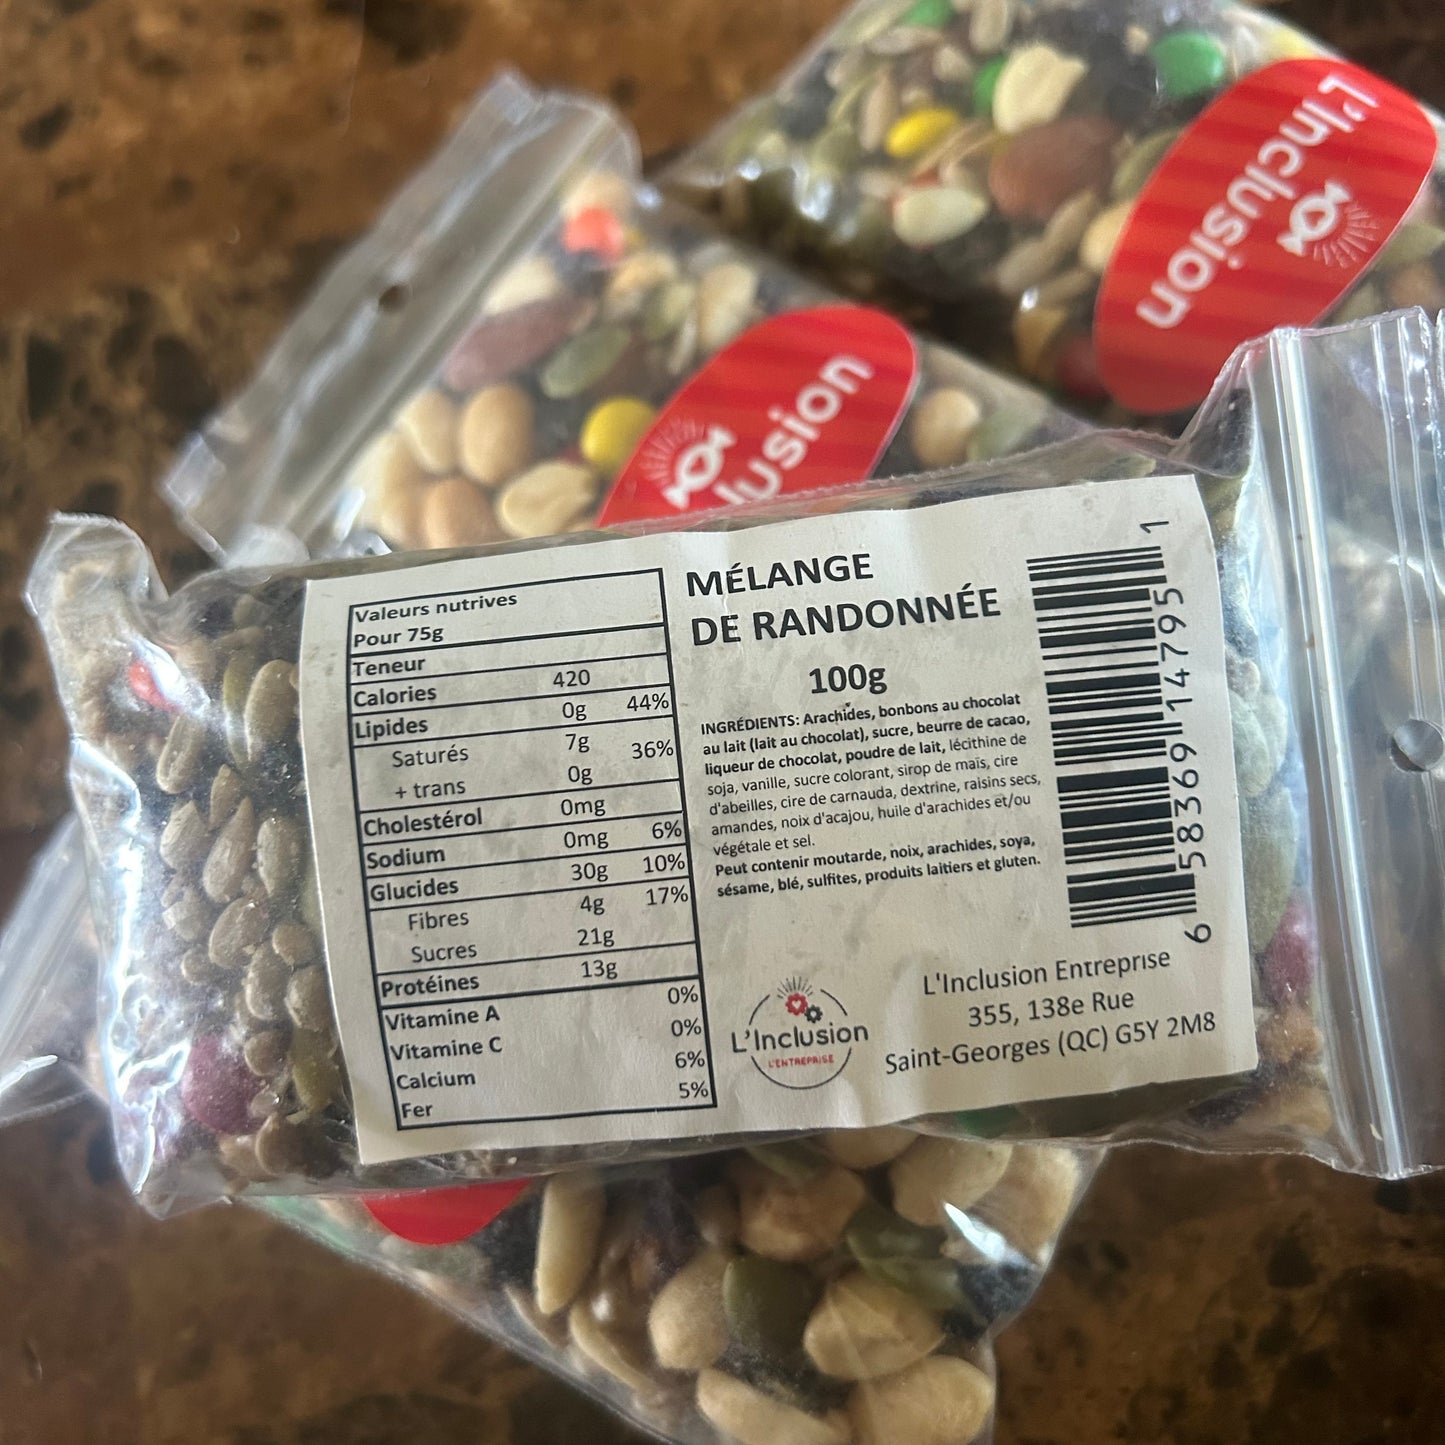 L'Inclusion
lusion
Valeurs nutrives
Pour 75g
Teneur
Calories 420
Lipides 0g 44%
Saturés 7g 36%
+ trans 0g
Cholestérol 0mg
Sodium 0mg 6%
Glucides 30g 10%
Fibres 4g 17%
Sucres 21g
Protéines 13g
Vitamine A 0%
Vitamine C 0%
Calcium 6%
Fer 5%
MÉLANGE
DE RANDONNÉE
100g
INGRÉDIENTS: Arachides, bonbons au chocolat
au lait (lait au chocolat), sucre, beurre de cacao,
liqueur de chocolat, poudre de lait, lécithine de
soja, vanille, sucre colorant, sirop de maïs, cire
d'abeilles, cire de carnauda, dextrine, raisins secs,
amandes, noix d'acajou, huile d'arachides et/ou
végétale et sel.
Peut contenir moutarde, noix, arachides, soya,
sésame, blé, sulfites, produits laitiers et gluten.
L'Inclusion
L'ENTREPRISE
L'Inclusion Entreprise
355, 138e Rue
Saint-Georges (QC) G5Y 2M8
6 58369 14795 1